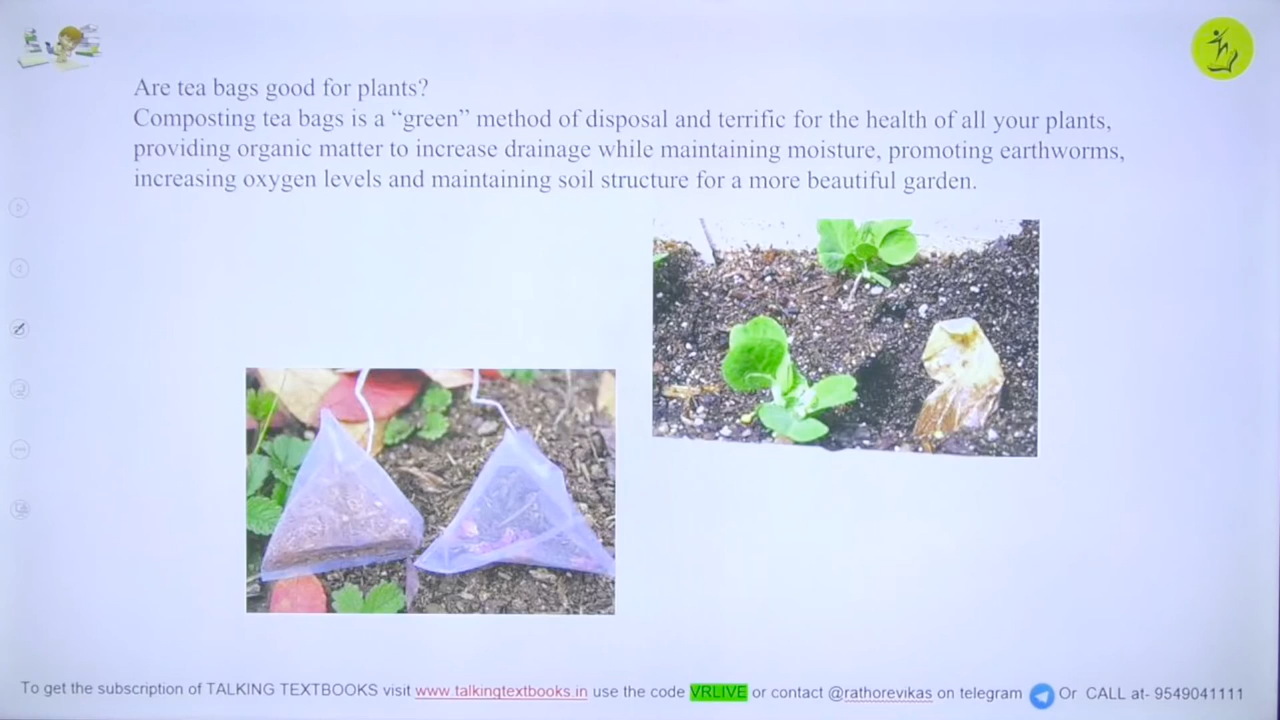 Are tea bags good for plants?
Composting tea bags is a “green” method of disposal and terrific for the health of all your plants,
providing organic matter to increase drainage while maintaining moisture, promoting earthworms,
increasing oxygen levels and maintaining soil structure for a more beautiful garden.
To get the subscription of TALKING TEXTBOOKS visit www.talkingtextbooks.in use the code VRLIVE or contact @rathorevikas on telegram Or CALL at- 9549041111